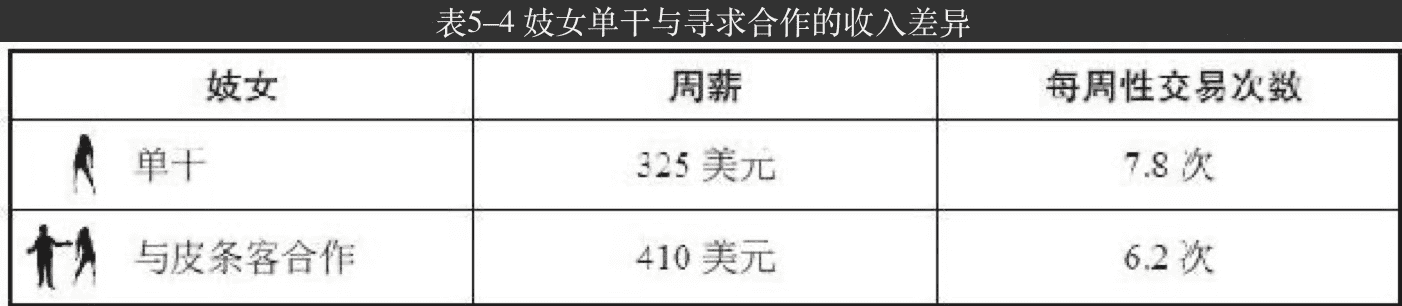 表5–4 妓女单干与寻求合作的收入差异
妓女 周薪 每周性交易次数
单干 325 美元 7.8 次
与皮条客合作 410 美元 6.2 次